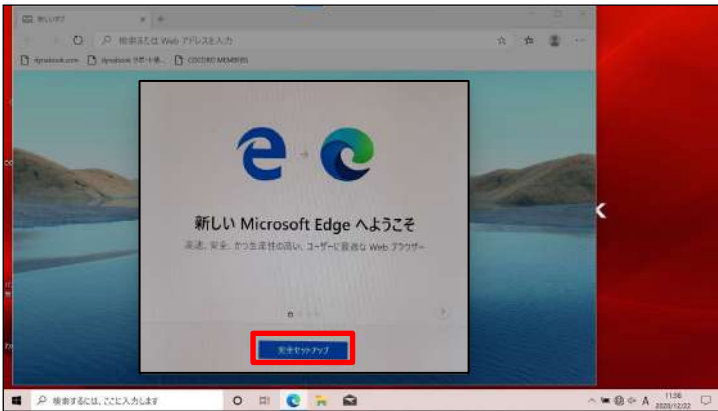 新しいタブ
検索または Web アドレスを入力
dynabook.com
dynabook サポート情...
COCORO MEMBERS
新しい Microsoft Edge へようこそ
高速、安全、かつ生産性の高い、ユーザーに最適な Web ブラウザー
完全セットアップ
検索するには、ここに入力します
A
11:56
2020/12/22